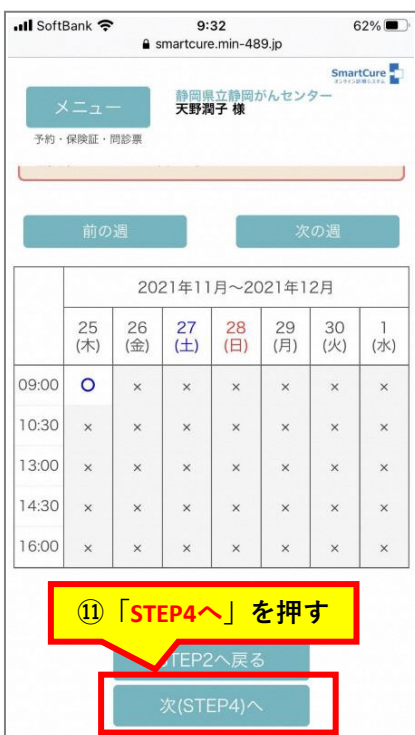 SoftBank 9:32 62%
smartcure.min-489.jp
SmartCure
メニュー
静岡県立静岡がんセンター
天野潤子 様
予約・保険証・問診票
前の週 次の週
2021年11月～2021年12月
25 26 27 28 29 30 1
(木) (金) (土) (日) (月) (火) (水)
09:00 ○ × × × × × ×
10:30 × × × × × × ×
13:00 × × × × × × ×
14:30 × × × × × × ×
16:00 × × × × × × ×
⑪「STEP4へ」を押す
STEP2へ戻る
次(STEP4)へ